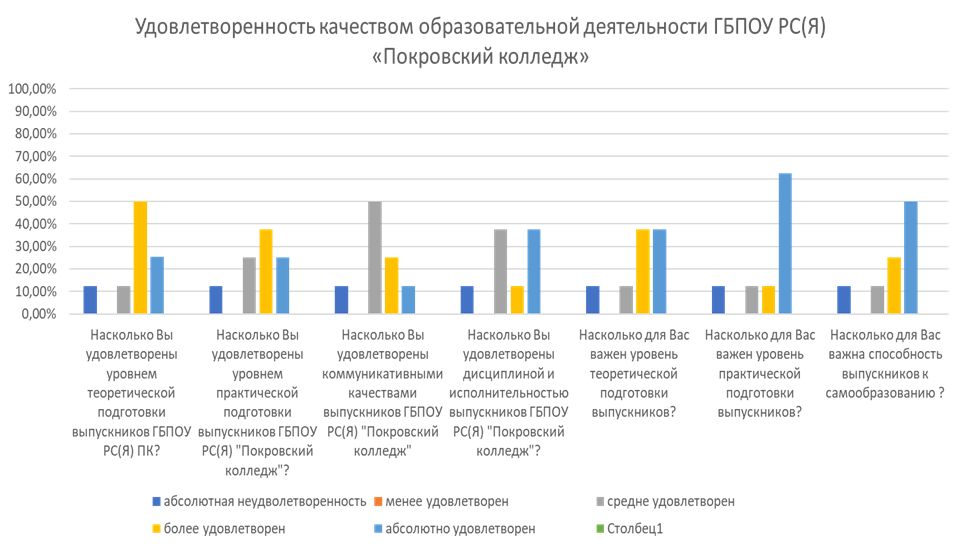 Удовлетворенность качеством образовательной деятельности ГБПОУ РС(Я)
«Покровский колледж»
100,00%
90,00%
80,00%
70,00%
60,00%
50,00%
40,00%
30,00%
20,00%
10,00%
0,00%
Насколько Вы
удовлетворены
уровнем
теоретической
подготовки
выпускников ГБПОУ
РС(Я) ПК?
Насколько Вы
удовлетворены
уровнем
практической
подготовки
выпускников ГБПОУ
РС(Я) "Покровский
колледж"?
Насколько Вы
удовлетворены
коммуникативными
качествами
выпускников ГБПОУ
РС(Я) "Покровский
колледж"
Насколько Вы
удовлетворены
дисциплиной и
исполнительностью
выпускников ГБПОУ
РС(Я) "Покровский
колледж"?
Насколько для Вас
важен уровень
теоретической
подготовки
выпускников?
Насколько для Вас
важен уровень
практической
подготовки
выпускников?
Насколько для Вас
важна способность
выпускников к
самообразованию ?
абсолютная неудволетворенность
менее удовлетворен
средне удовлетворен
более удовлетворен
абсолютно удовлетворен
Столбец1